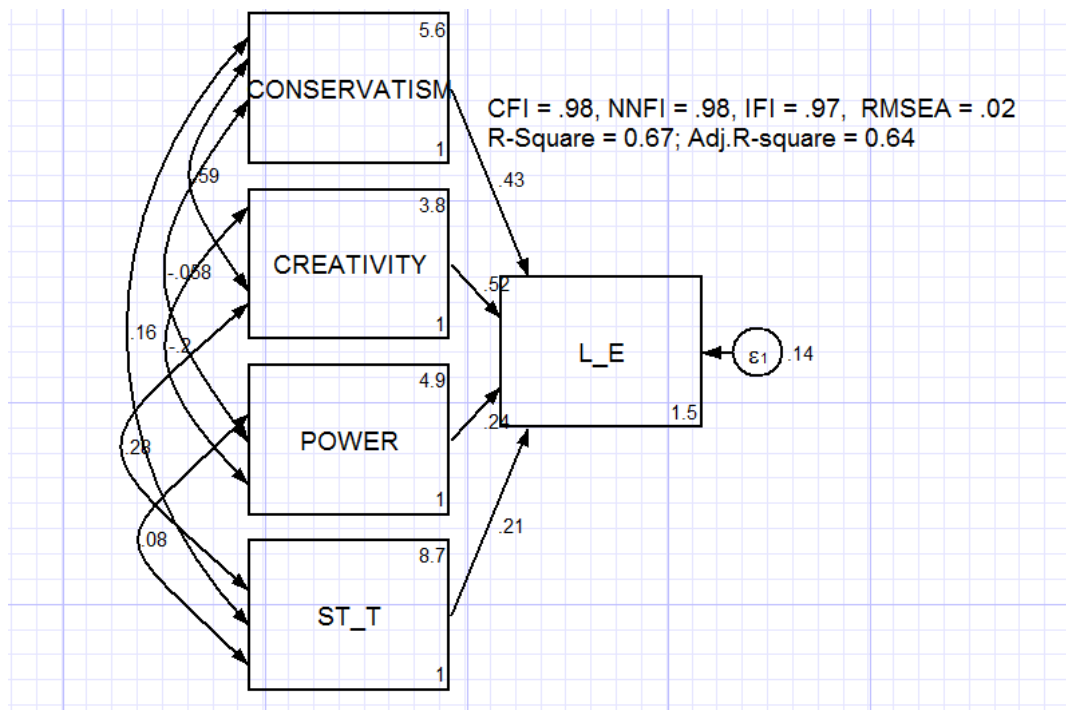 5.6
CONSERVATISM
1
CFI = .98, NNFI = .98, IFI = .97, RMSEA = .02
R-Square = 0.67; Adj.R-square = 0.64
.59
.43
3.8
CREATIVITY
1
-.058
.52
.16
-.2
L_E
1.5
ε1
.14
4.9
POWER
1
.24
.28
.08
.21
8.7
ST_T
1